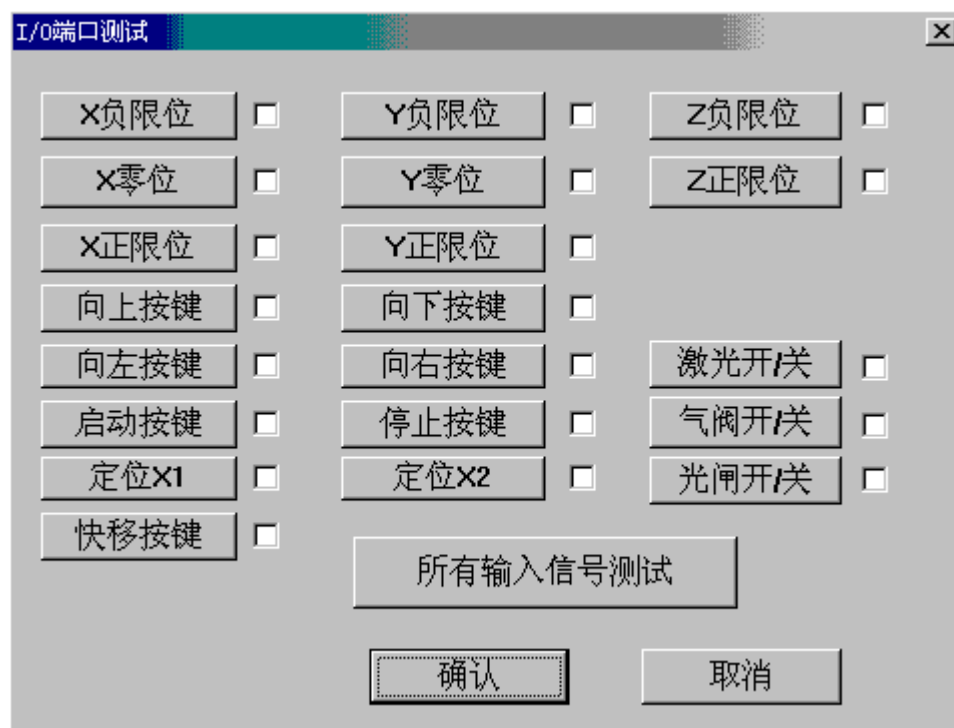 I/O端口测试
X负限位 Y负限位 Z负限位
X零位 Y零位 Z正限位
X正限位 Y正限位
向上按键 向下按键
向左按键 向右按键 激光开/关
启动按键 停止按键 气阀开/关
定位X1 定位X2 光闸开/关
快移按键
所有输入信号测试
确认 取消